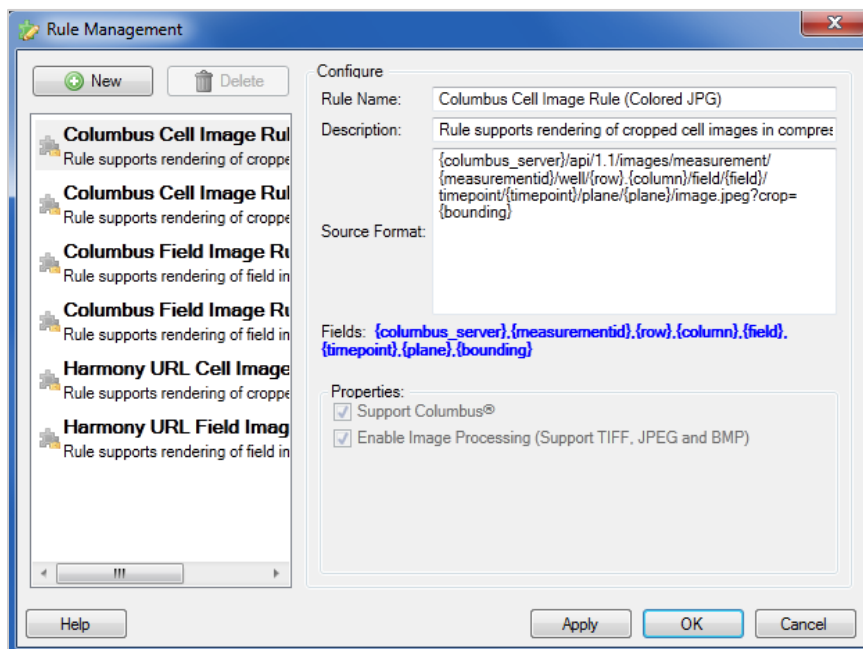 Rule Management
New
Delete
Columbus Cell Image Rul
Rule supports rendering of croppe
Columbus Cell Image Rul
Rule supports rendering of croppe
Columbus Field Image Ru
Rule supports rendering of field in
Columbus Field Image Ru
Rule supports rendering of field in
Harmony URL Cell Image
Rule supports rendering of croppe
Harmony URL Field Imag
Rule supports rendering of field in
Configure
Rule Name: Columbus Cell Image Rule (Colored JPG)
Description: Rule supports rendering of cropped cell images in compres
Source Format:
{columbus_server}/api/1.1/images/measurement/
{measurementid}/well/{row}.{column}/field/{field}/
timepoint/{timepoint}/plane/{plane}/image.jpeg?crop=
{bounding}
Fields: {columbus_server},{measurementid},{row},{column},{field},
{timepoint},{plane},{bounding}
Properties:
Support Columbus®
Enable Image Processing (Support TIFF, JPEG and BMP)
Help
Apply
OK
Cancel